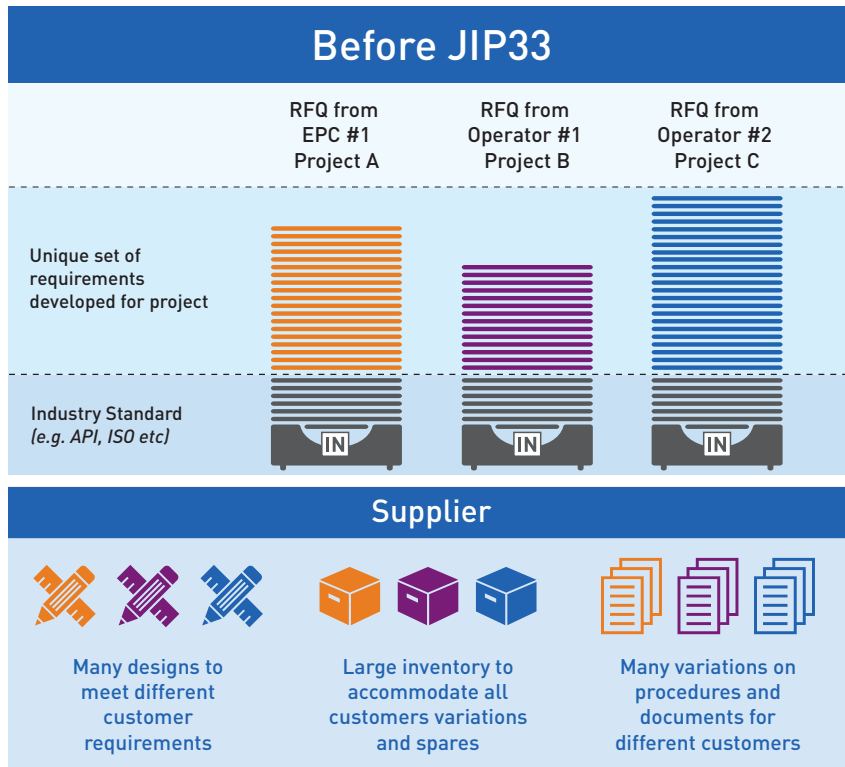 Before JIP33
RFQ from
EPC #1
Project A
RFQ from
Operator #1
Project B
RFQ from
Operator #2
Project C
Unique set of
requirements
developed for project
Industry Standard
(e.g. API, ISO etc)
IN
IN
IN
Supplier
Many designs to
meet different
customer
requirements
Large inventory to
accommodate all
customers variations
and spares
Many variations on
procedures and
documents for
different customers